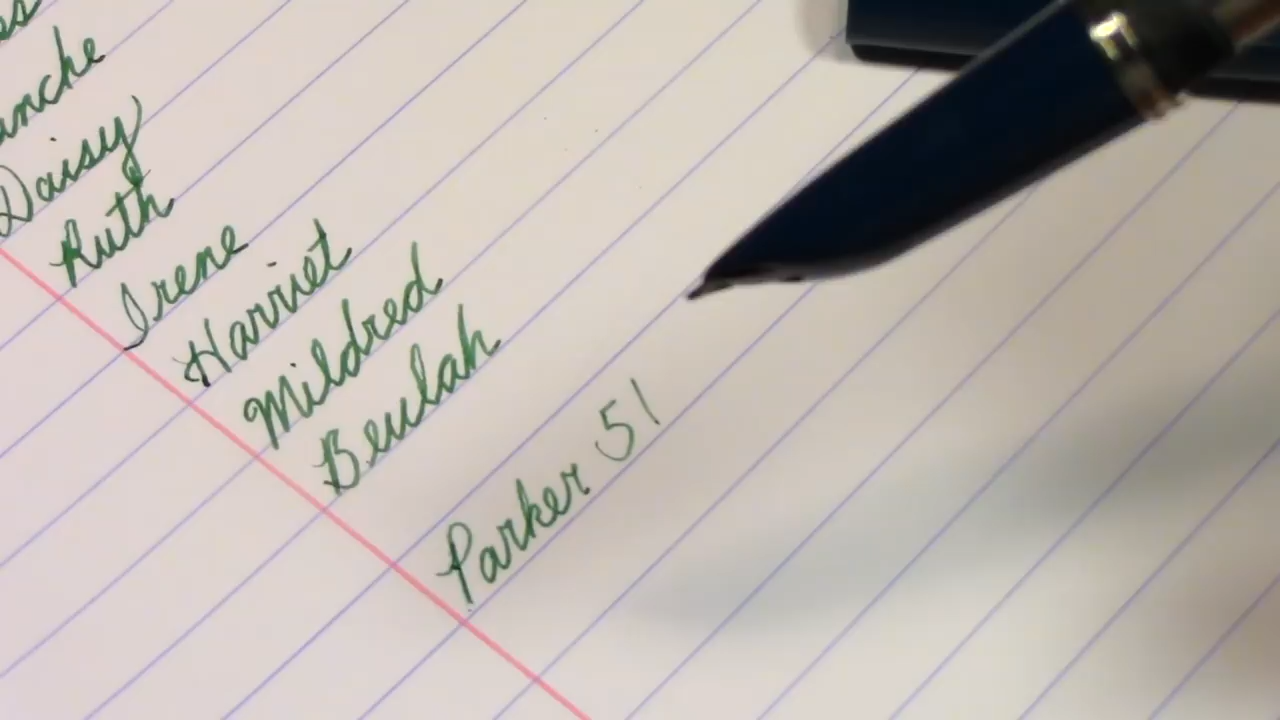 Daisy
Ruth
Irene
Harriet
Mildred
Beulah
Parker 51